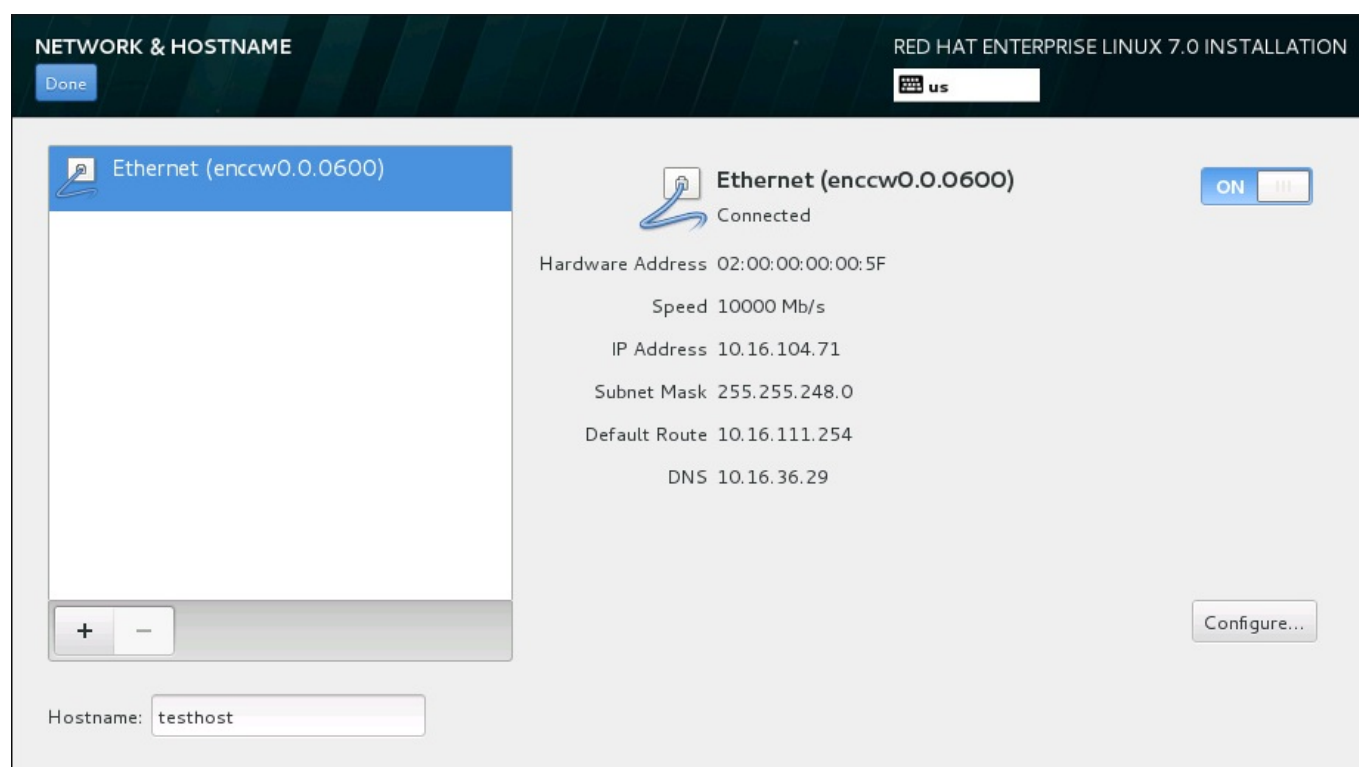 NETWORK & HOSTNAME
RED HAT ENTERPRISE LINUX 7.0 INSTALLATION
Done
us
Ethernet (enccw0.0.0600)
Ethernet (enccw0.0.0600)
Connected
ON
Hardware Address 02:00:00:00:00:5F
Speed 10000 Mb/s
IP Address 10.16.104.71
Subnet Mask 255.255.248.0
Default Route 10.16.111.254
DNS 10.16.36.29
+ −
Configure...
Hostname: testhost